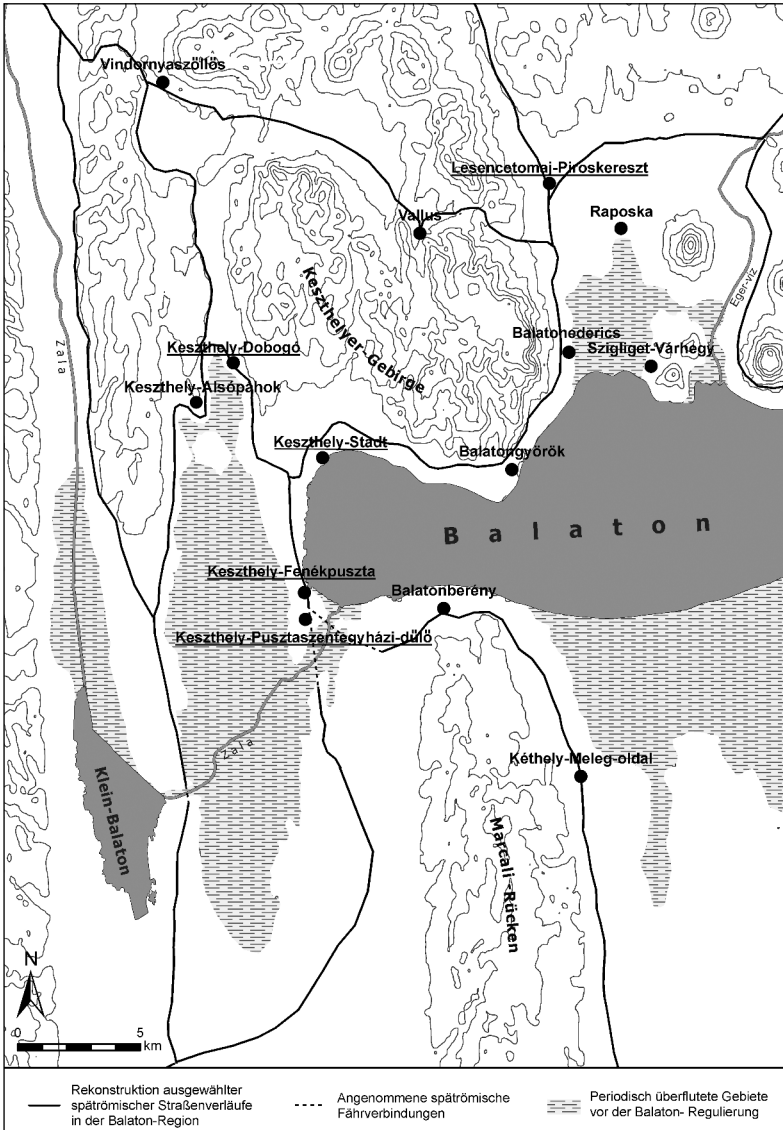 Vindornyaszőllős
Lesencetomaj-Piroskereszt
Raposka
Vallus
Eger-víz
Keszthelyer-Gebirge
Zala
Keszthely-Dobogó
Balatonederics
Szigliget-Várhegy
Keszthely-Alsópáhok
Keszthely-Stadt
Balatongyörök
Balaton
Keszthely-Fenékpuszta
Balatonberény
Keszthely-Pusztaszentegyházi-dűlő
Zala
Klein-Balaton
Kéthely-Meleg-oldal
Marcali-Rücken
N
0 5
km
Rekonstruktion ausgewählter
spätrömischer Straßenverläufe
in der Balaton-Region
Angenommene spätrömische
Fährverbindungen
Periodisch überflutete Gebiete
vor der Balaton- Regulierung